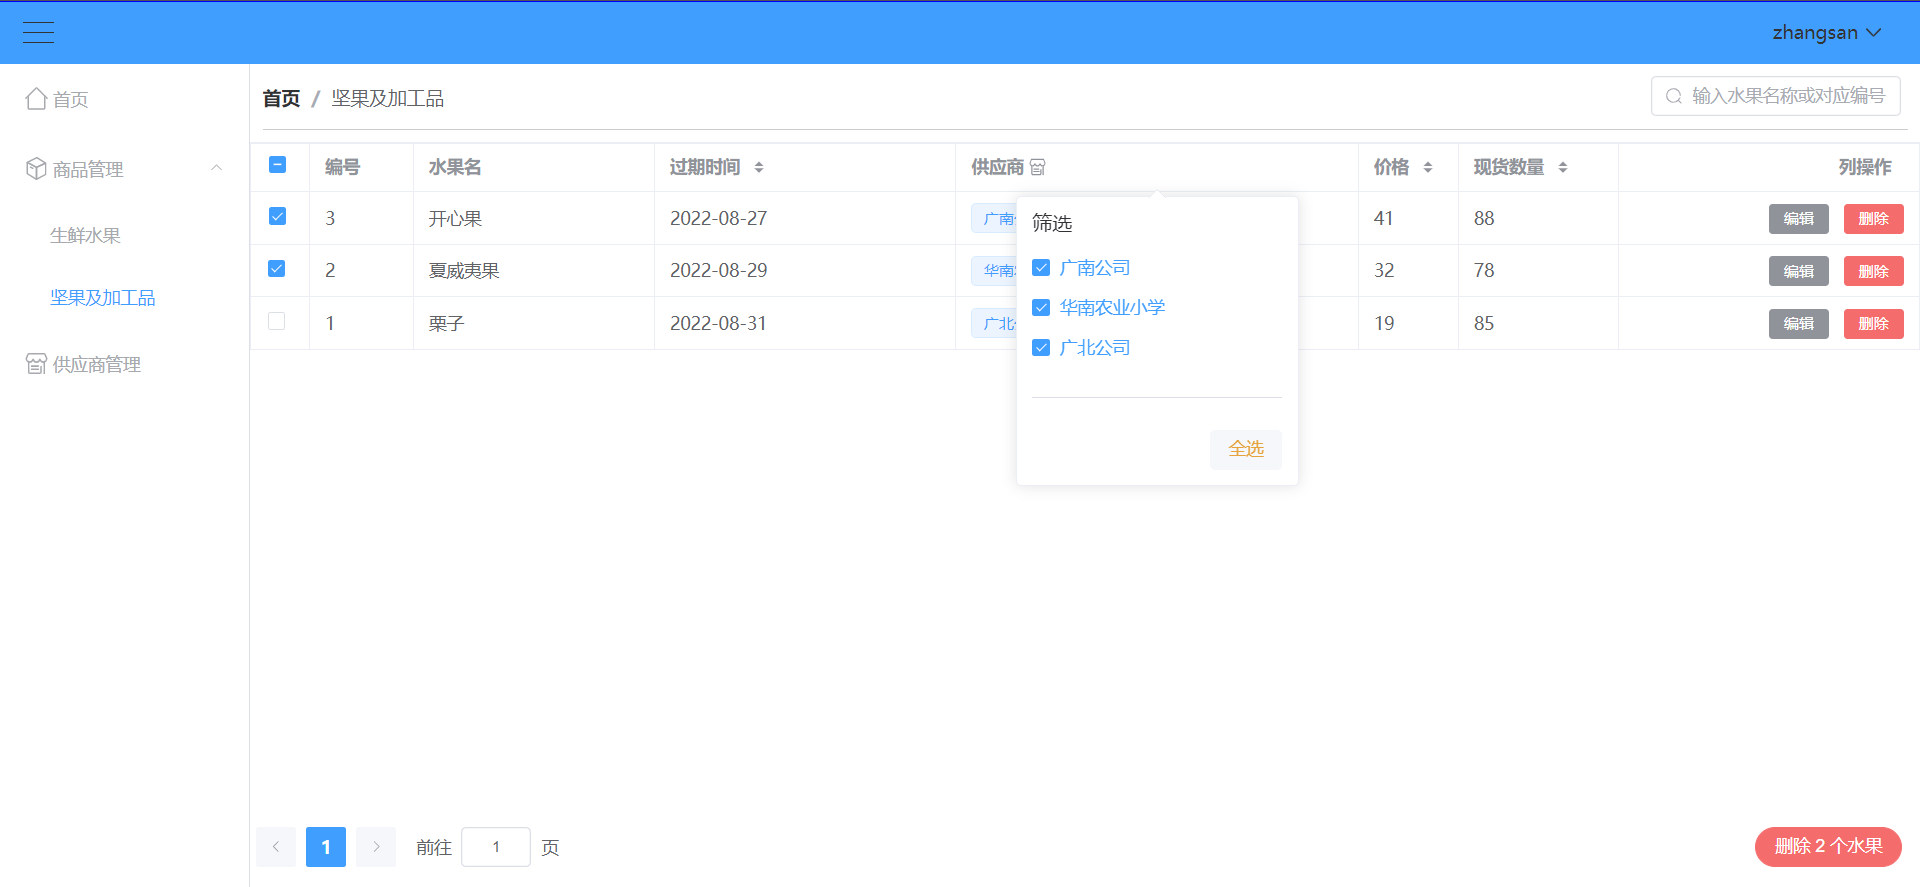 zhangsan
首页
商品管理
生鲜水果
坚果及加工品
供应商管理
首页 / 坚果及加工品
输入水果名称或对应编号
编号 水果名 过期时间 供应商 价格 现货数量 列操作
3 开心果 2022-08-27 广南 41 88 编辑 删除
2 夏威夷果 2022-08-29 华南 32 78 编辑 删除
1 栗子 2022-08-31 广北 19 85 编辑 删除
筛选
广南公司
华南农业小学
广北公司
全选
1 前往 1 页
删除 2 个水果